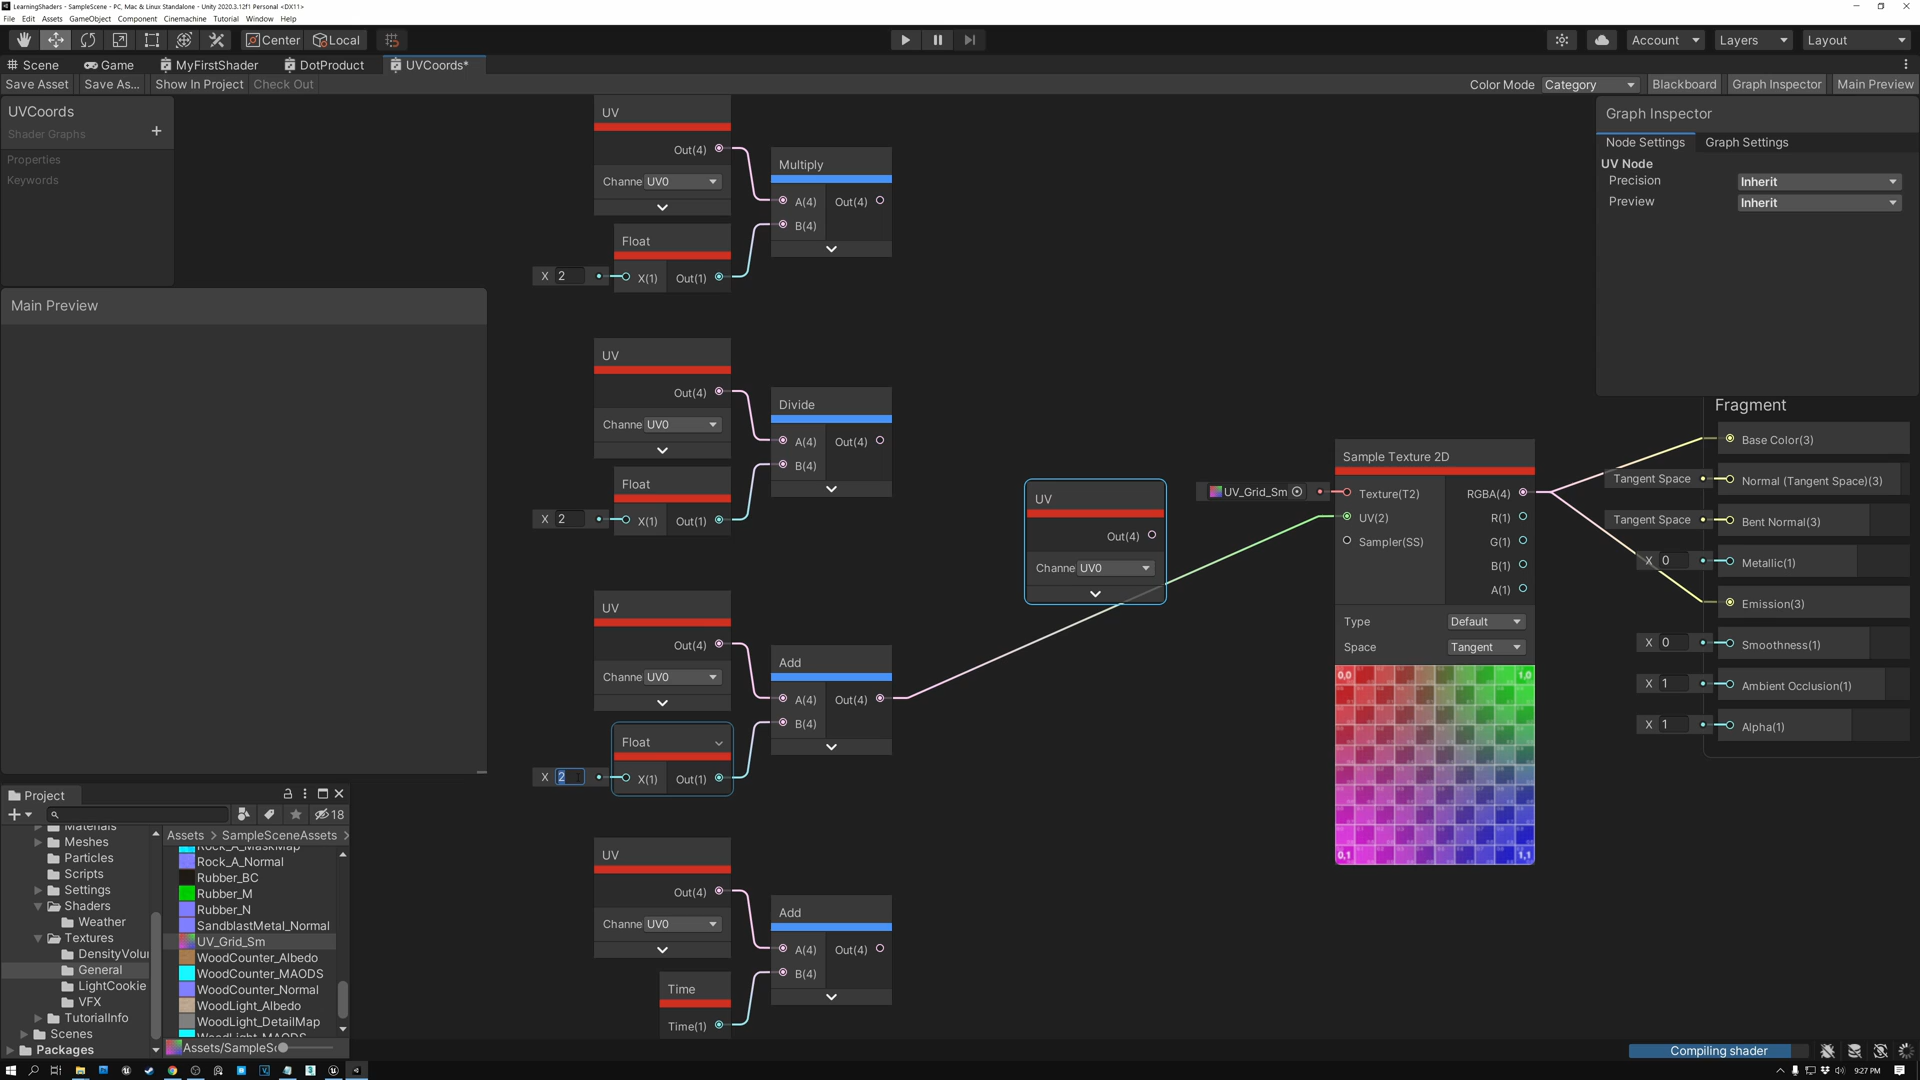 LearningShaders - SampleScene - PC, Mac & Linux Standalone - Unity 2020.3.12f1 Personal <DX11>
File Edit Assets GameObject Component Cinemachine Tutorial Window Help
Center Local Account Layers Layout
Scene Game MyFirstShader DotProduct UVCoords*
Save Asset Save As... Show In Project Check Out Color Mode Category Blackboard Graph Inspector Main Preview
UVCoords
Shader Graphs
+
Properties
Keywords
Main Preview
UV
Out(4)
Channe UV0
Float
X 2 X(1) Out(1)
Multiply
A(4) Out(4)
B(4)
UV
Out(4)
Channe UV0
Float
X 2 X(1) Out(1)
Divide
A(4) Out(4)
B(4)
UV
Out(4)
Channe UV0
Float
X 2 X(1) Out(1)
Add
A(4) Out(4)
B(4)
UV
Out(4)
Channe UV0
Time
Time(1)
Add
A(4) Out(4)
B(4)
UV
Out(4)
Channe UV0
UV_Grid_Sm
Sample Texture 2D
Texture(T2) RGBA(4)
UV(2) R(1)
Sampler(SS) G(1)
B(1)
A(1)
Type Default
Space Tangent
0,0 1,0
0,1 1,1
Graph Inspector
Node Settings Graph Settings
UV Node
Precision Inherit
Preview Inherit
Fragment
Base Color(3)
Tangent Space Normal (Tangent Space)(3)
Tangent Space Bent Normal(3)
X 0 Metallic(1)
Emission(3)
X 0 Smoothness(1)
X 1 Ambient Occlusion(1)
X 1 Alpha(1)
Project
18
Materials
Meshes
Particles
Scripts
Settings
Shaders
Weather
Textures
DensityVolu
General
LightCookie
VFX
TutorialInfo
Scenes
Packages
Assets > SampleSceneAssets >
Rock_A_MaskMap
Rock_A_Normal
Rubber_BC
Rubber_M
Rubber_N
SandblastMetal_Normal
UV_Grid_Sm
WoodCounter_Albedo
WoodCounter_MAODS
WoodCounter_Normal
WoodLight_Albedo
WoodLight_DetailMap
WoodLight_MAODS
Assets/SampleSc
Compiling shader
9:27 PM